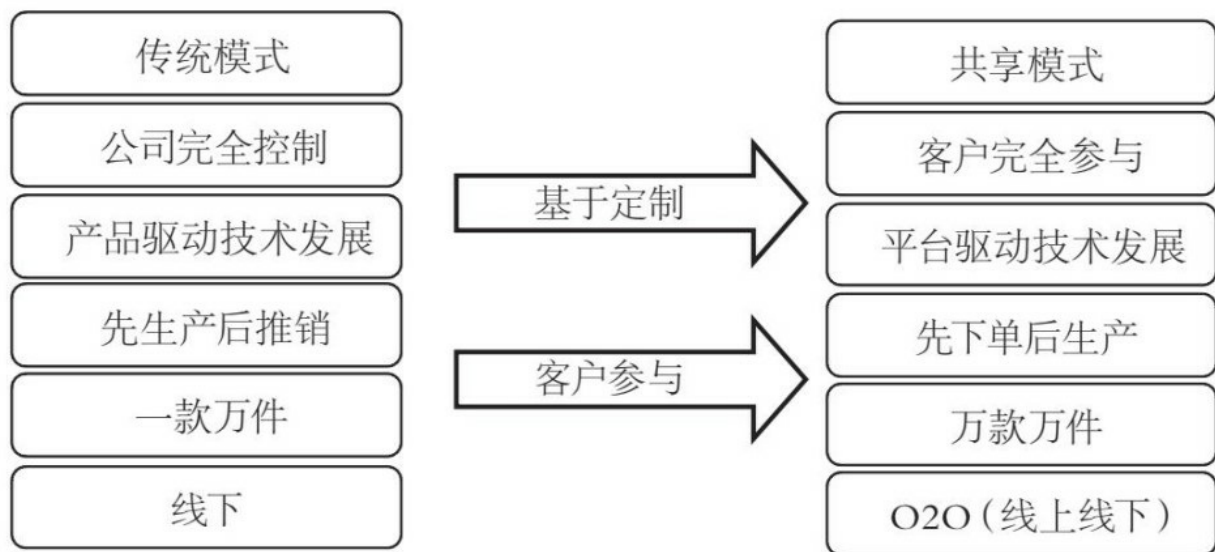 传统模式
公司完全控制
产品驱动技术发展
先生产后推销
一款万件
线下
基于定制
客户参与
共享模式
客户完全参与
平台驱动技术发展
先下单后生产
万款万件
O2O（线上线下）